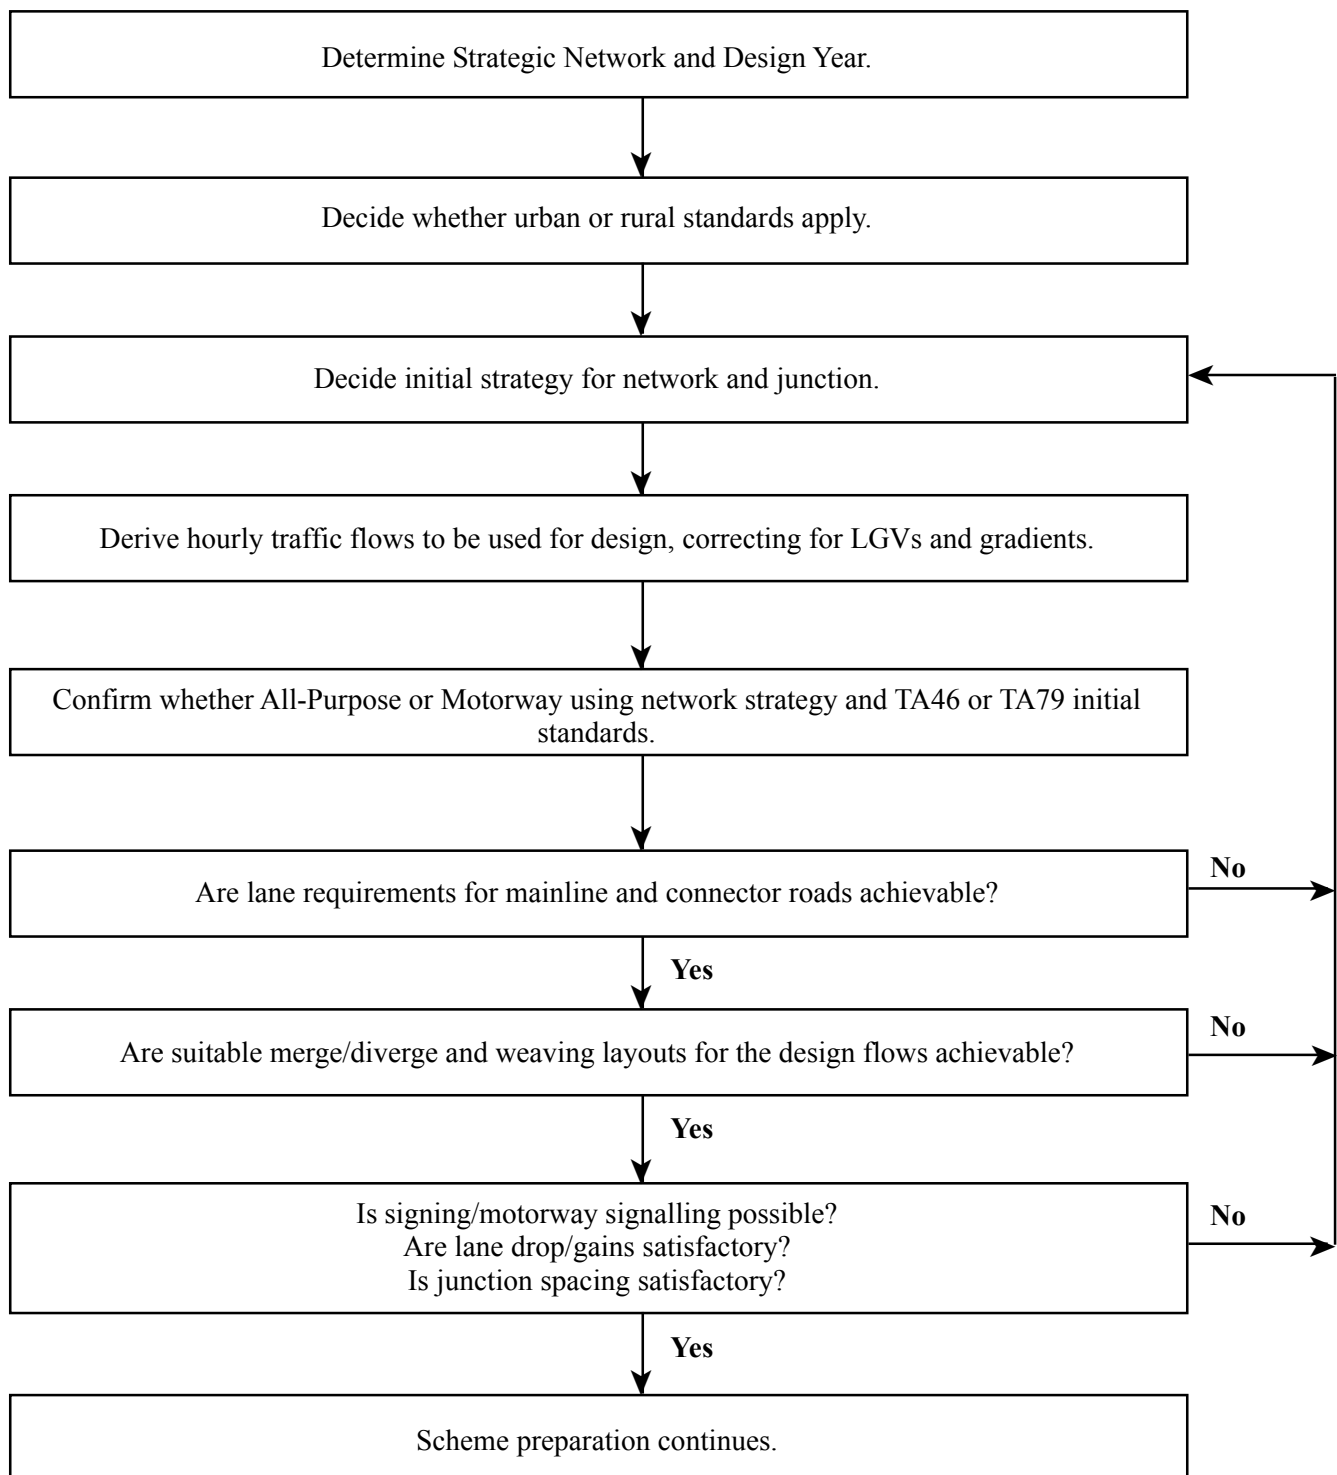 Determine Strategic Network and Design Year.
Decide whether urban or rural standards apply.
Decide initial strategy for network and junction.
Derive hourly traffic flows to be used for design, correcting for LGVs and gradients.
Confirm whether All-Purpose or Motorway using network strategy and TA46 or TA79 initial
standards.
Are lane requirements for mainline and connector roads achievable?
No
Yes
Are suitable merge/diverge and weaving layouts for the design flows achievable?
No
Yes
Is signing/motorway signalling possible?
Are lane drop/gains satisfactory?
Is junction spacing satisfactory?
No
Yes
Scheme preparation continues.